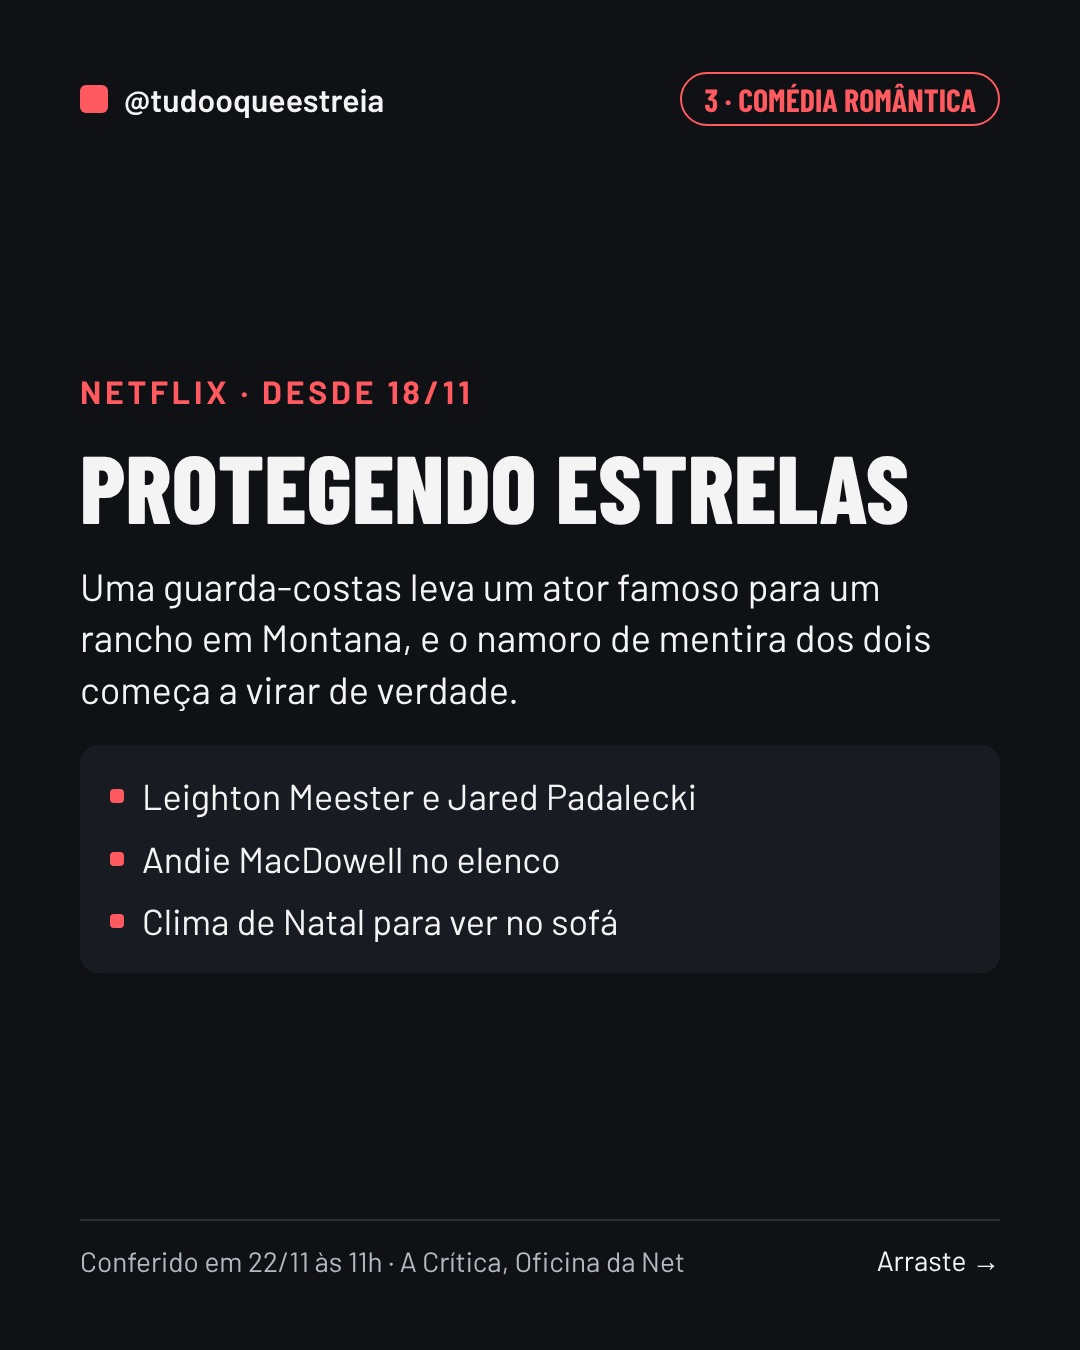 @tudooqueestreia
3 · COMÉDIA ROMÂNTICA
NETFLIX · DESDE 18/11
PROTEGENDO ESTRELAS
Uma guarda-costas leva um ator famoso para um
rancho em Montana, e o namoro de mentira dos dois
começa a virar de verdade.
Leighton Meester e Jared Padalecki
Andie MacDowell no elenco
Clima de Natal para ver no sofá
Conferido em 22/11 às 11h · A Crítica, Oficina da Net
Arraste →